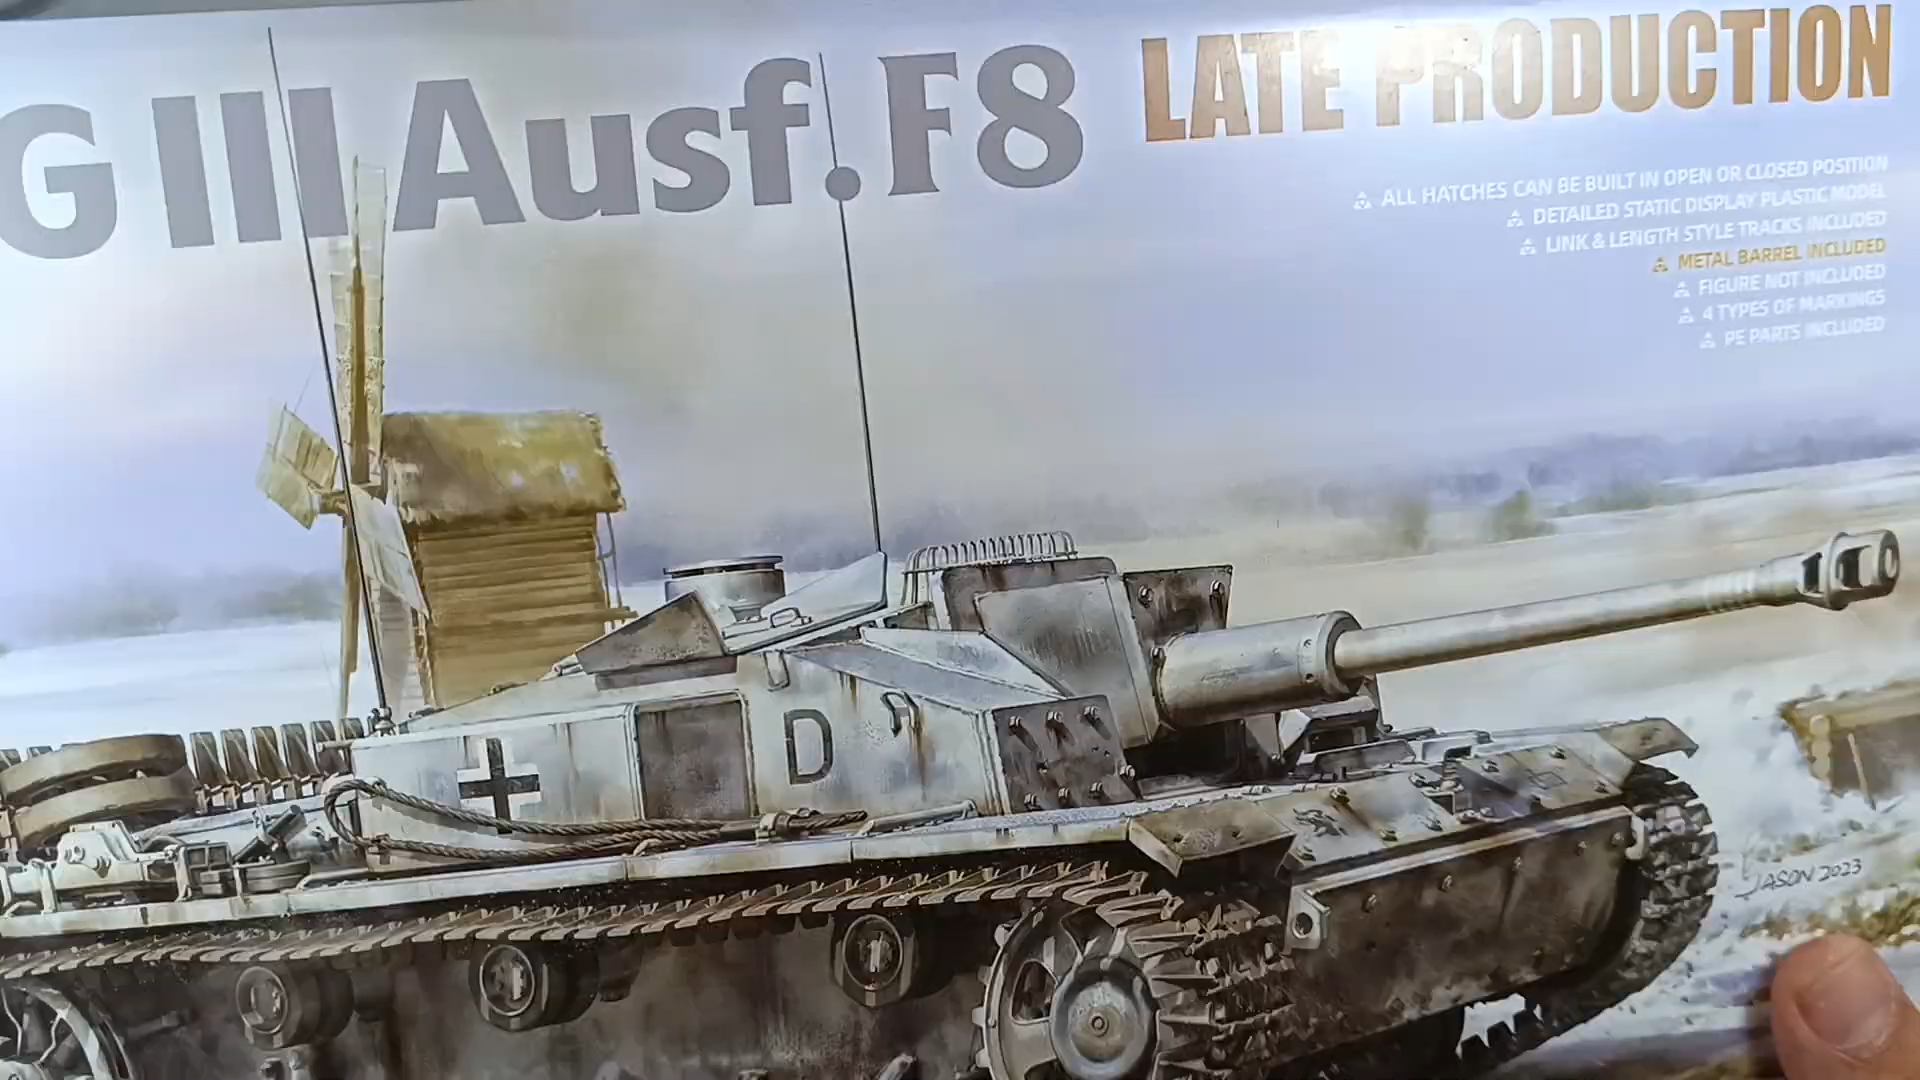 G III Ausf.F8 LATE PRODUCTION
ALL HATCHES CAN BE BUILT IN OPEN OR CLOSED POSITION
DETAILED STATIC DISPLAY PLASTIC MODEL
LINK & LENGTH STYLE TRACKS INCLUDED
METAL BARREL INCLUDED
FIGURE NOT INCLUDED
4 TYPES OF MARKINGS
PE PARTS INCLUDED
D
JASON 2023